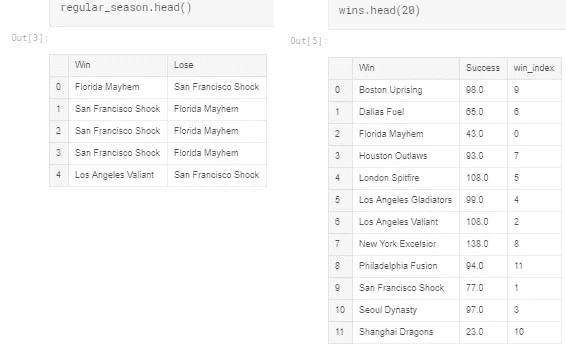 regular_season.head()
Out[3]:
Win Lose
0 Florida Mayhem San Francisco Shock
1 San Francisco Shock Florida Mayhem
2 San Francisco Shock Florida Mayhem
3 San Francisco Shock Florida Mayhem
4 Los Angeles Valiant San Francisco Shock
wins.head(20)
Out[5]:
Win Success win_index
0 Boston Uprising 98.0 9
1 Dallas Fuel 65.0 6
2 Florida Mayhem 43.0 0
3 Houston Outlaws 93.0 7
4 London Spitfire 108.0 5
5 Los Angeles Gladiators 99.0 4
6 Los Angeles Valiant 108.0 2
7 New York Excelsior 138.0 8
8 Philadelphia Fusion 94.0 11
9 San Francisco Shock 77.0 1
10 Seoul Dynasty 97.0 3
11 Shanghai Dragons 23.0 10